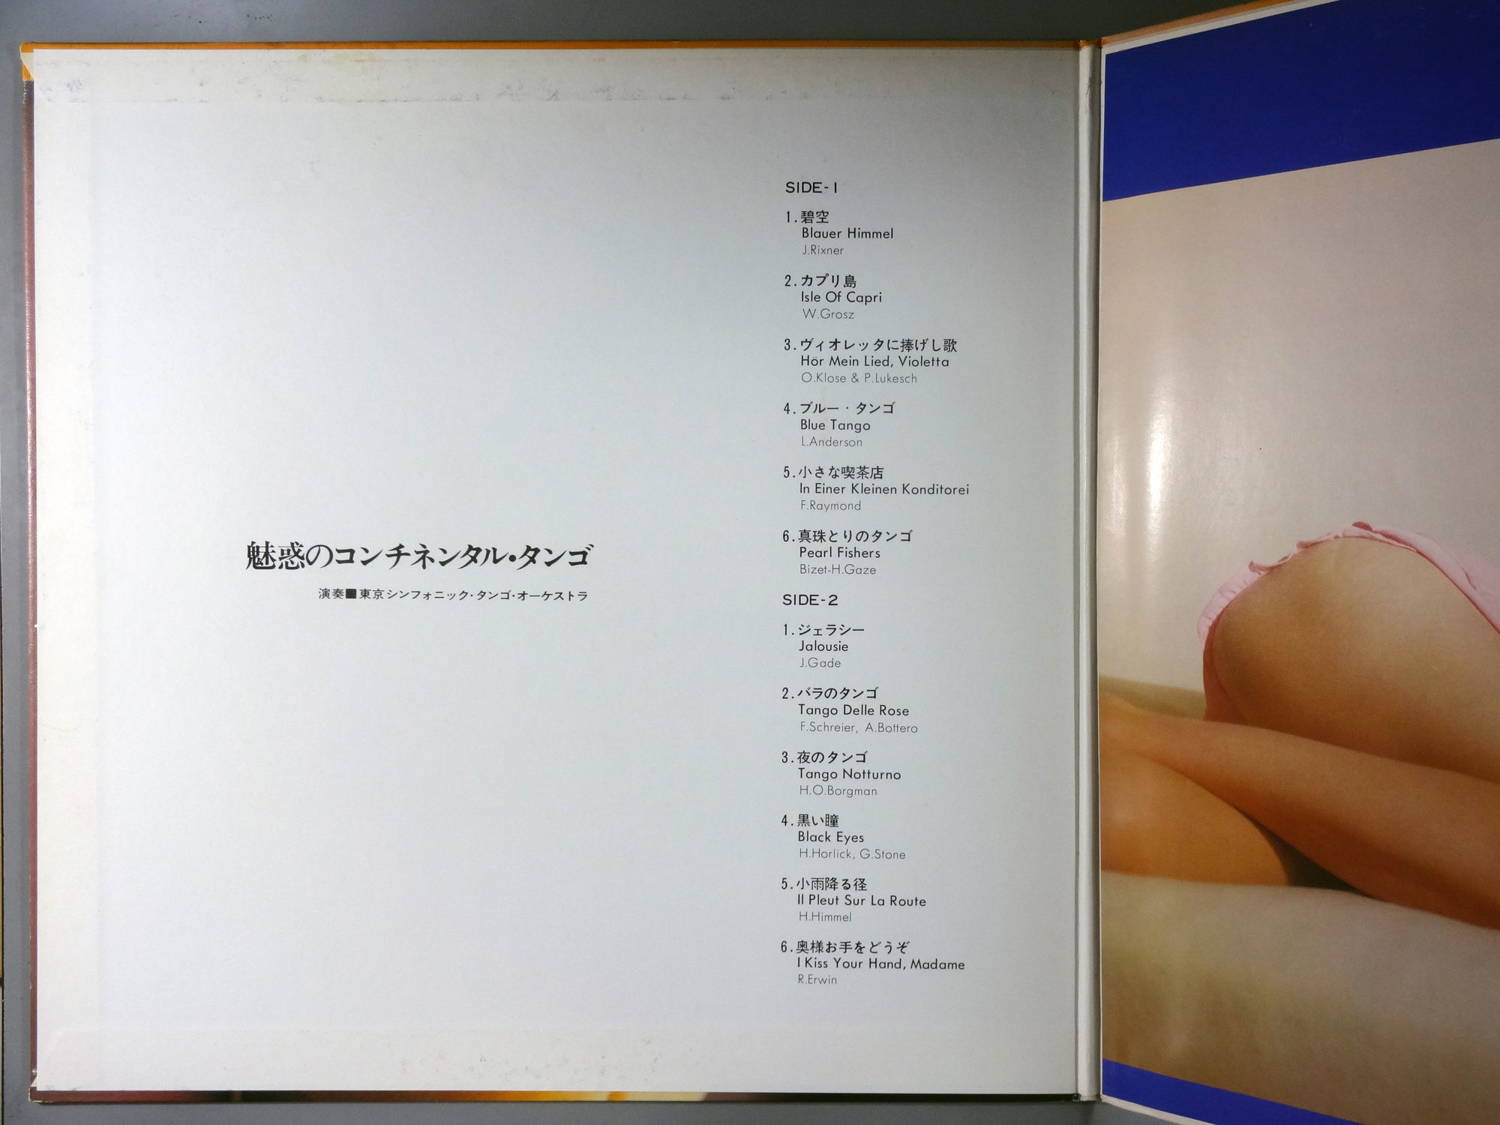 魅惑のコンチネンタル・タンゴ
演奏■東京シンフォニック・タンゴ・オーケストラ
SIDE-1
1.碧空
Blauer Himmel
J.Rixner
2.カプリ島
Isle Of Capri
W.Grosz
3.ヴィオレッタに捧げし歌
Hör Mein Lied, Violetta
O.Klose & P.Lukesch
4.ブルー・タンゴ
Blue Tango
L.Anderson
5.小さな喫茶店
In Einer Kleinen Konditorei
F.Raymond
6.真珠とりのタンゴ
Pearl Fishers
Bizet-H.Gaze
SIDE-2
1.ジェラシー
Jalousie
J.Gade
2.バラのタンゴ
Tango Delle Rose
F.Schreier, A.Bottero
3.夜のタンゴ
Tango Notturno
H.O.Borgman
4.黒い瞳
Black Eyes
H.Horlick, G.Stone
5.小雨降る径
Il Pleut Sur La Route
H.Himmel
6.奥様お手をどうぞ
I Kiss Your Hand, Madame
R.Erwin